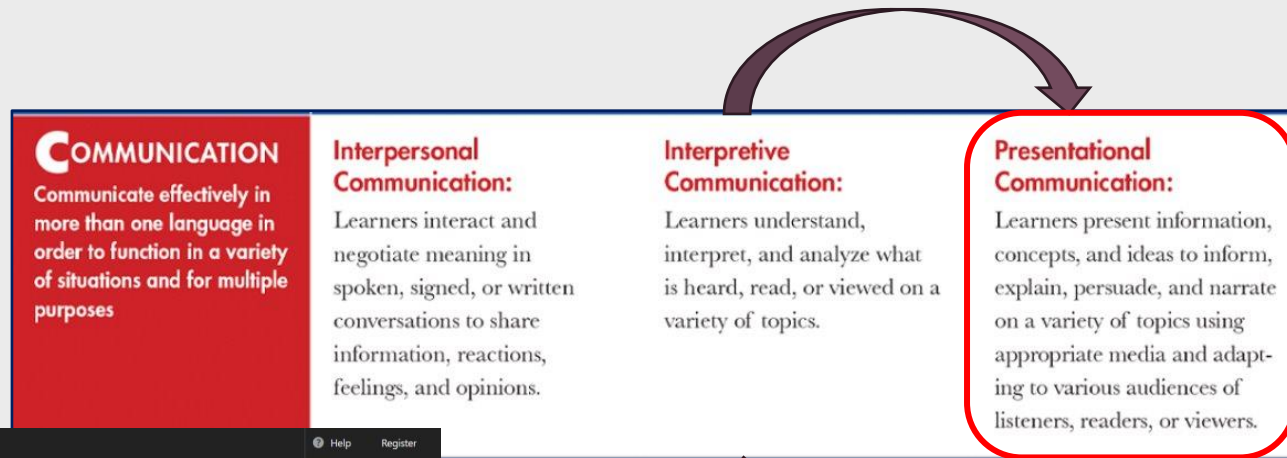 COMMUNICATION
Communicate effectively in
more than one language in
order to function in a variety
of situations and for multiple
purposes
Interpersonal
Communication:
Learners interact and
negotiate meaning in
spoken, signed, or written
conversations to share
information, reactions,
feelings, and opinions.
Interpretive
Communication:
Learners understand,
interpret, and analyze what
is heard, read, or viewed on a
variety of topics.
Presentational
Communication:
Learners present information,
concepts, and ideas to inform,
explain, persuade, and narrate
on a variety of topics using
appropriate media and adapt-
ing to various audiences of
listeners, readers, or viewers.
Help Register